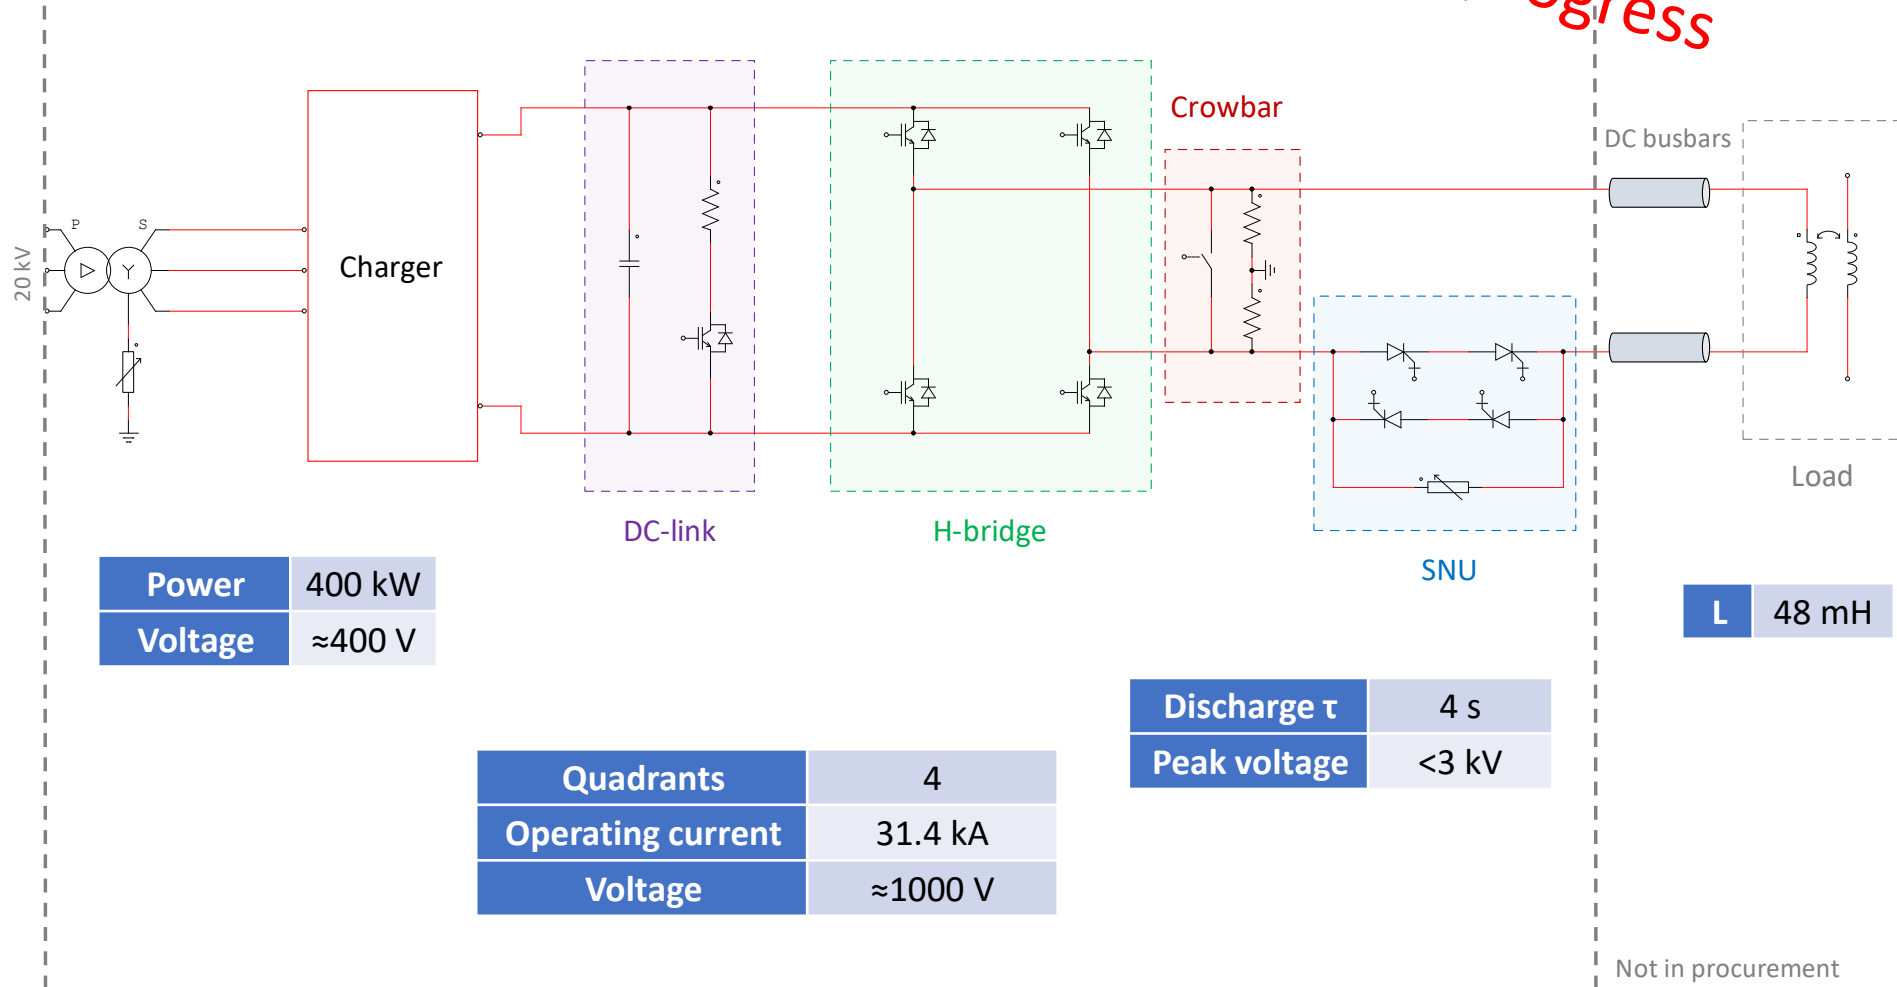 ogress
Crowbar
DC busbars
P
S
20 kV
Charger
Load
DC-link
H-bridge
SNU
Power 400 kW
Voltage ≈400 V
L 48 mH
Discharge τ 4 s
Peak voltage <3 kV
Quadrants 4
Operating current 31.4 kA
Voltage ≈1000 V
Not in procurement